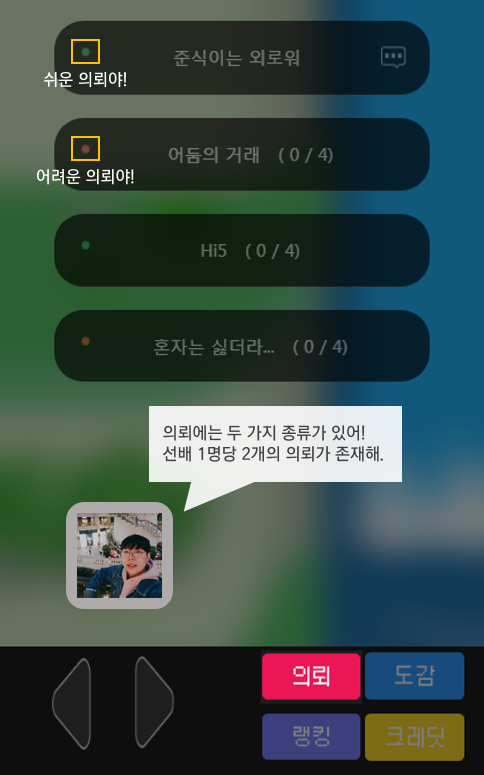 준식이는 외로워
쉬운 의뢰야!
어둠의 거래 ( 0 / 4)
어려운 의뢰야!
Hi5 ( 0 / 4)
혼자는 싫더라... ( 0 / 4)
의뢰에는 두 가지 종류가 있어!
선배 1명당 2개의 의뢰가 존재해.
의뢰
도감
랭킹
크레딧